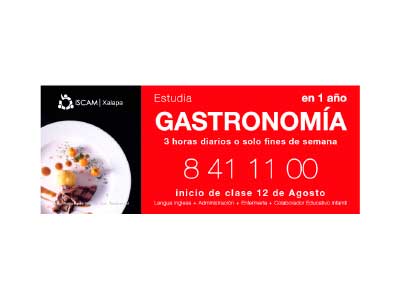 iSCAM | Xalapa
Estudia
en 1 año
GASTRONOMÍA
3 horas diarios o solo fines de semana
8 41 11 00
inicio de clase 12 de Agosto
Lengua Inglesa + Administración + Enfermería + Colaborador Educativo Infantil